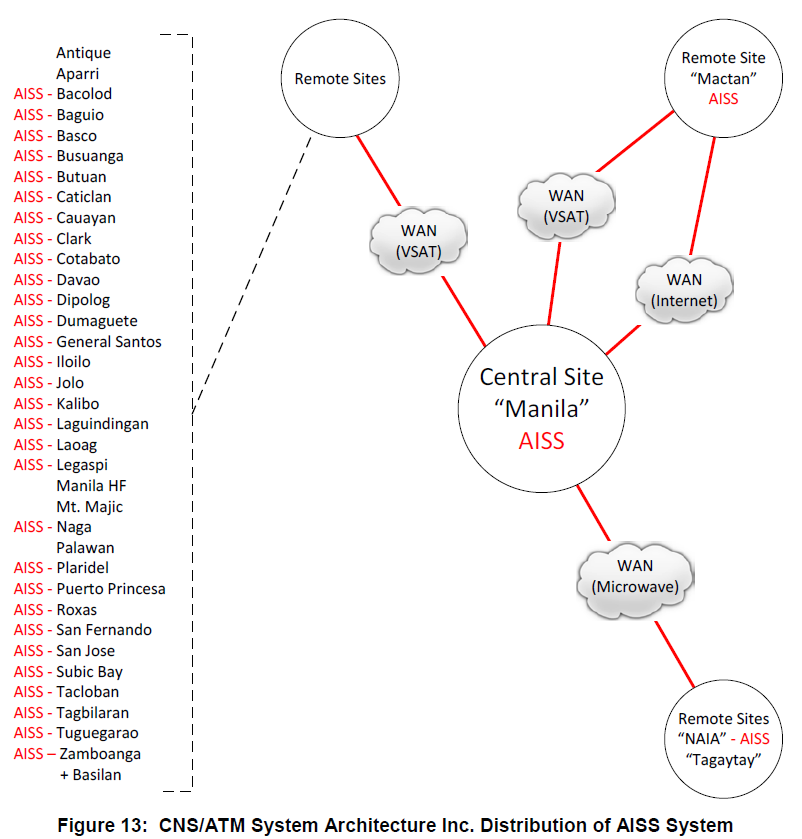 Antique
Aparri
AISS - Bacolod
AISS - Baguio
AISS - Basco
AISS - Busuanga
AISS - Butuan
AISS - Caticlan
AISS - Cauayan
AISS - Clark
AISS - Cotabato
AISS - Davao
AISS - Dipolog
AISS - Dumaguete
AISS - General Santos
AISS - Iloilo
AISS - Jolo
AISS - Kalibo
AISS - Laguindingan
AISS - Laoag
AISS - Legaspi
Manila HF
Mt. Majic
AISS - Naga
Palawan
AISS - Plaridel
AISS - Puerto Princesa
AISS - Roxas
AISS - San Fernando
AISS - San Jose
AISS - Subic Bay
AISS - Tacloban
AISS - Tagbilaran
AISS - Tuguegarao
AISS – Zamboanga
+ Basilan
Remote Sites
Remote Site
“Mactan”
AISS
WAN
(VSAT)
WAN
(VSAT)
WAN
(Internet)
Central Site
“Manila”
AISS
WAN
(Microwave)
Remote Sites
“NAIA” - AISS
“Tagaytay”
Figure 13: CNS/ATM System Architecture Inc. Distribution of AISS System